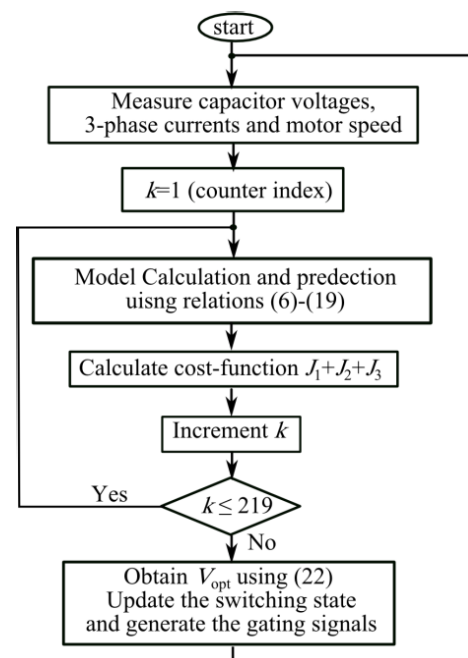 start
Measure capacitor voltages,
3-phase currents and motor speed
k=1 (counter index)
Model Calculation and predection
uisng relations (6)-(19)
Calculate cost-function J₁+J₂+J₃
Increment k
Yes
k ≤ 219
No
Obtain Vopt using (22)
Update the switching state
and generate the gating signals